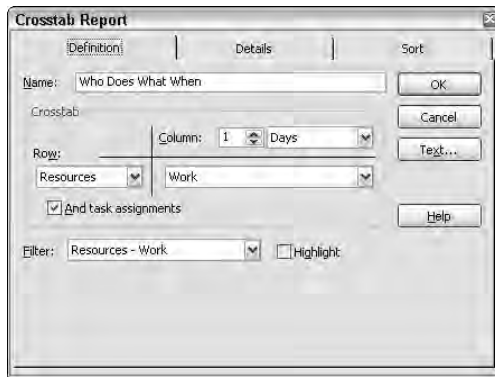 Crosstab Report
Definition Details Sort
Name: Who Does What When OK
Crosstab Cancel
Column: 1 Days Text...
Row:
Resources Work
And task assignments Help
Filter: Resources - Work Highlight